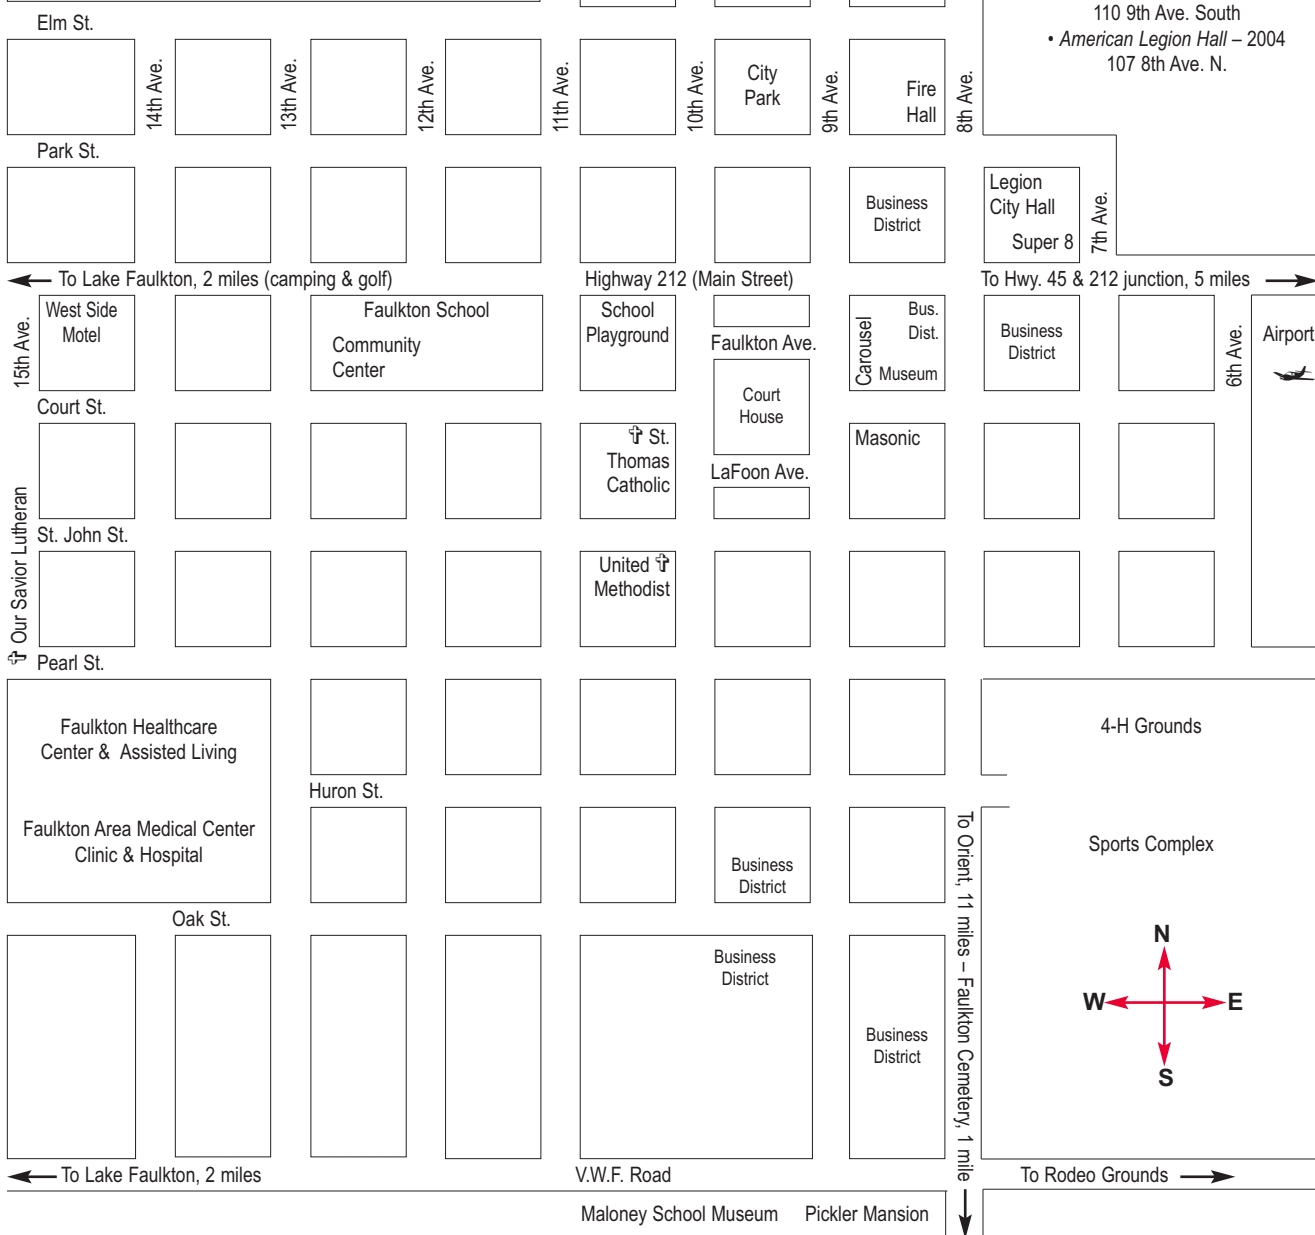 110 9th Ave. South
• American Legion Hall – 2004
107 8th Ave. N.
Elm St.
14th Ave.
13th Ave.
12th Ave.
11th Ave.
10th Ave.
City
Park
9th Ave.
Fire
Hall
8th Ave.
Park St.
Business
District
Legion
City Hall
Super 8
7th Ave.
To Lake Faulkton, 2 miles (camping & golf)
Highway 212 (Main Street)
To Hwy. 45 & 212 junction, 5 miles
15th Ave.
West Side
Motel
Faulkton School
Community
Center
School
Playground
Faulkton Ave.
Court
House
LaFoon Ave.
Carousel
Bus.
Dist.
Museum
Business
District
6th Ave.
Airport
Court St.
✞ St.
Thomas
Catholic
Masonic
✞ Our Savior Lutheran
St. John St.
United ✞
Methodist
Pearl St.
Faulkton Healthcare
Center & Assisted Living
Faulkton Area Medical Center
Clinic & Hospital
4-H Grounds
Huron St.
Business
District
To Orient, 11 miles – Faulkton Cemetery, 1 mile
Sports Complex
Oak St.
Business
District
Business
District
N
W
E
S
To Lake Faulkton, 2 miles
V.W.F. Road
To Rodeo Grounds
Maloney School Museum
Pickler Mansion